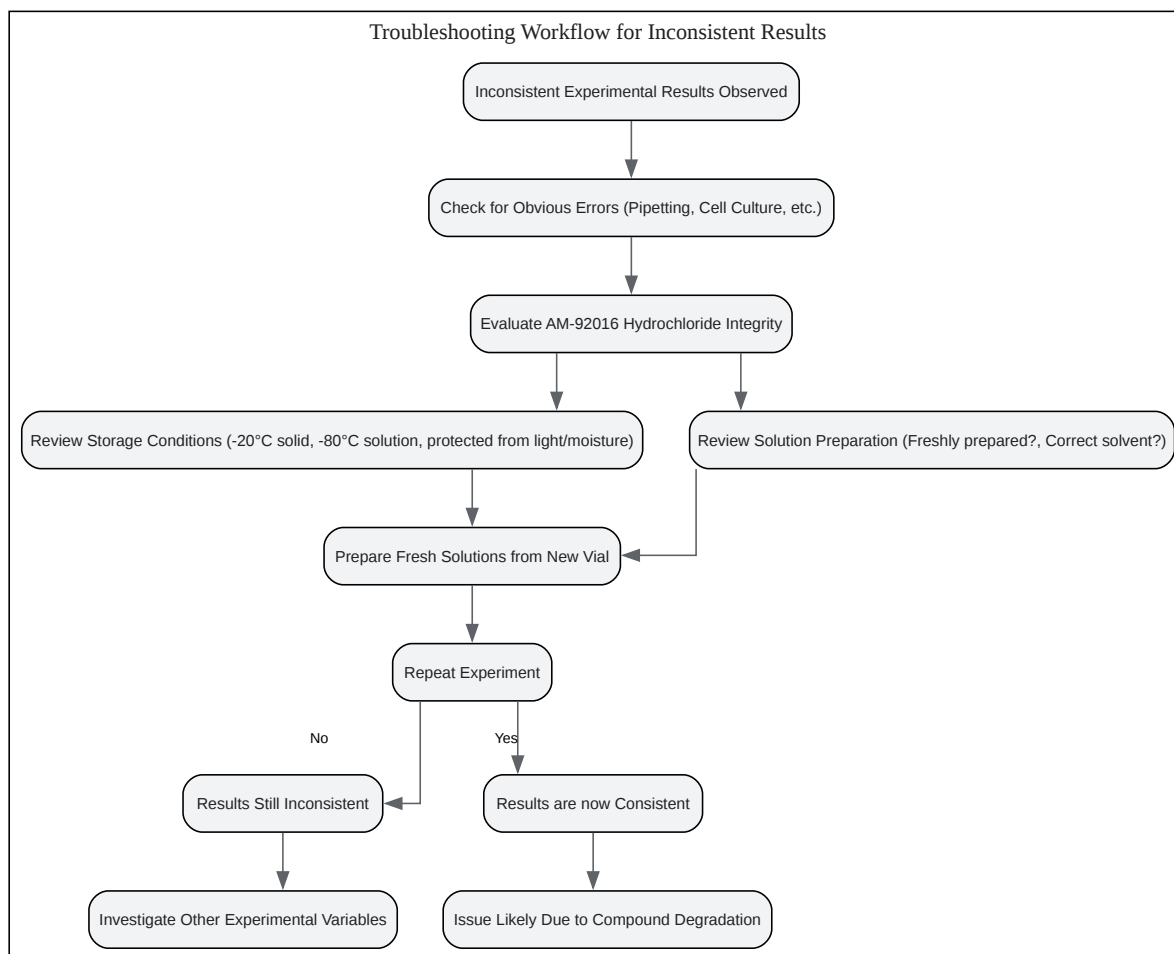 Troubleshooting Workflow for Inconsistent Results
Inconsistent Experimental Results Observed
Check for Obvious Errors (Pipetting, Cell Culture, etc.)
Evaluate AM-92016 Hydrochloride Integrity
Review Storage Conditions (-20°C solid, -80°C solution, protected from light/moisture)
Review Solution Preparation (Freshly prepared?, Correct solvent?)
Prepare Fresh Solutions from New Vial
Repeat Experiment
No
Yes
Results Still Inconsistent
Results are now Consistent
Investigate Other Experimental Variables
Issue Likely Due to Compound Degradation